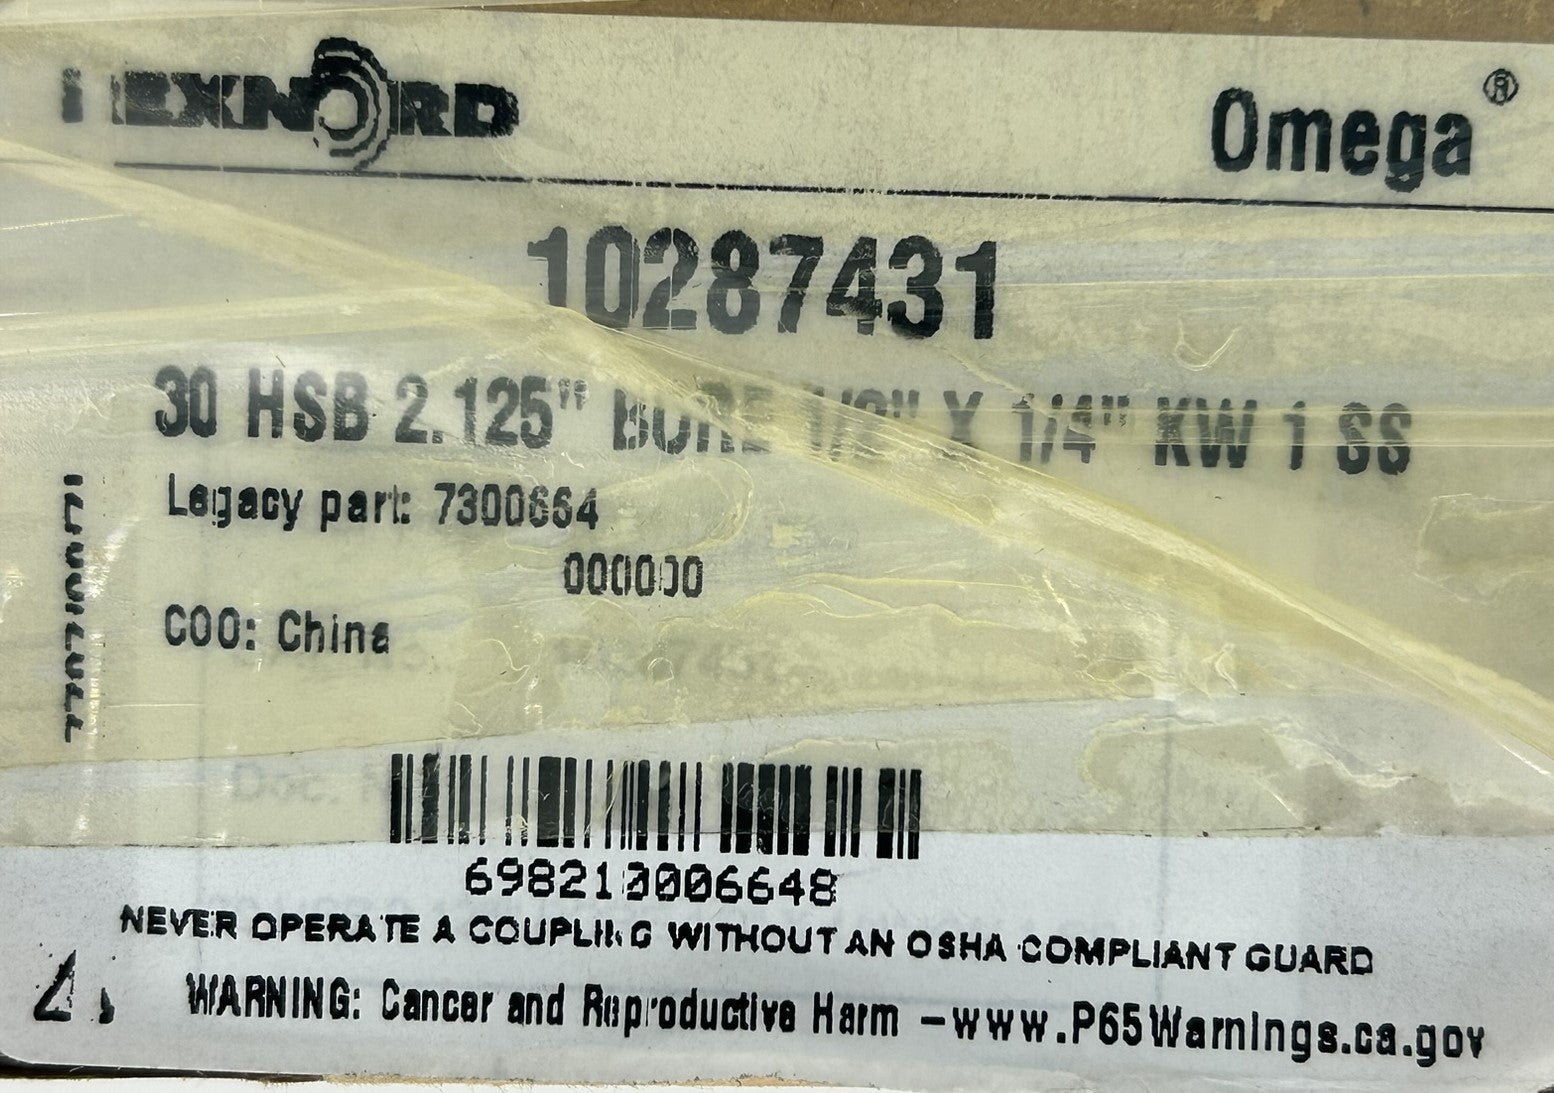 REXNORD
Omega®
10287431
30 HSB 2.125" BORE 1/2" X 1/4" KW 1 SS
Legacy part: 7300664
000000
COO: China
698210006648
NEVER OPERATE A COUPLING WITHOUT AN OSHA COMPLIANT GUARD
WARNING: Cancer and Reproductive Harm -www.P65Warnings.ca.gov